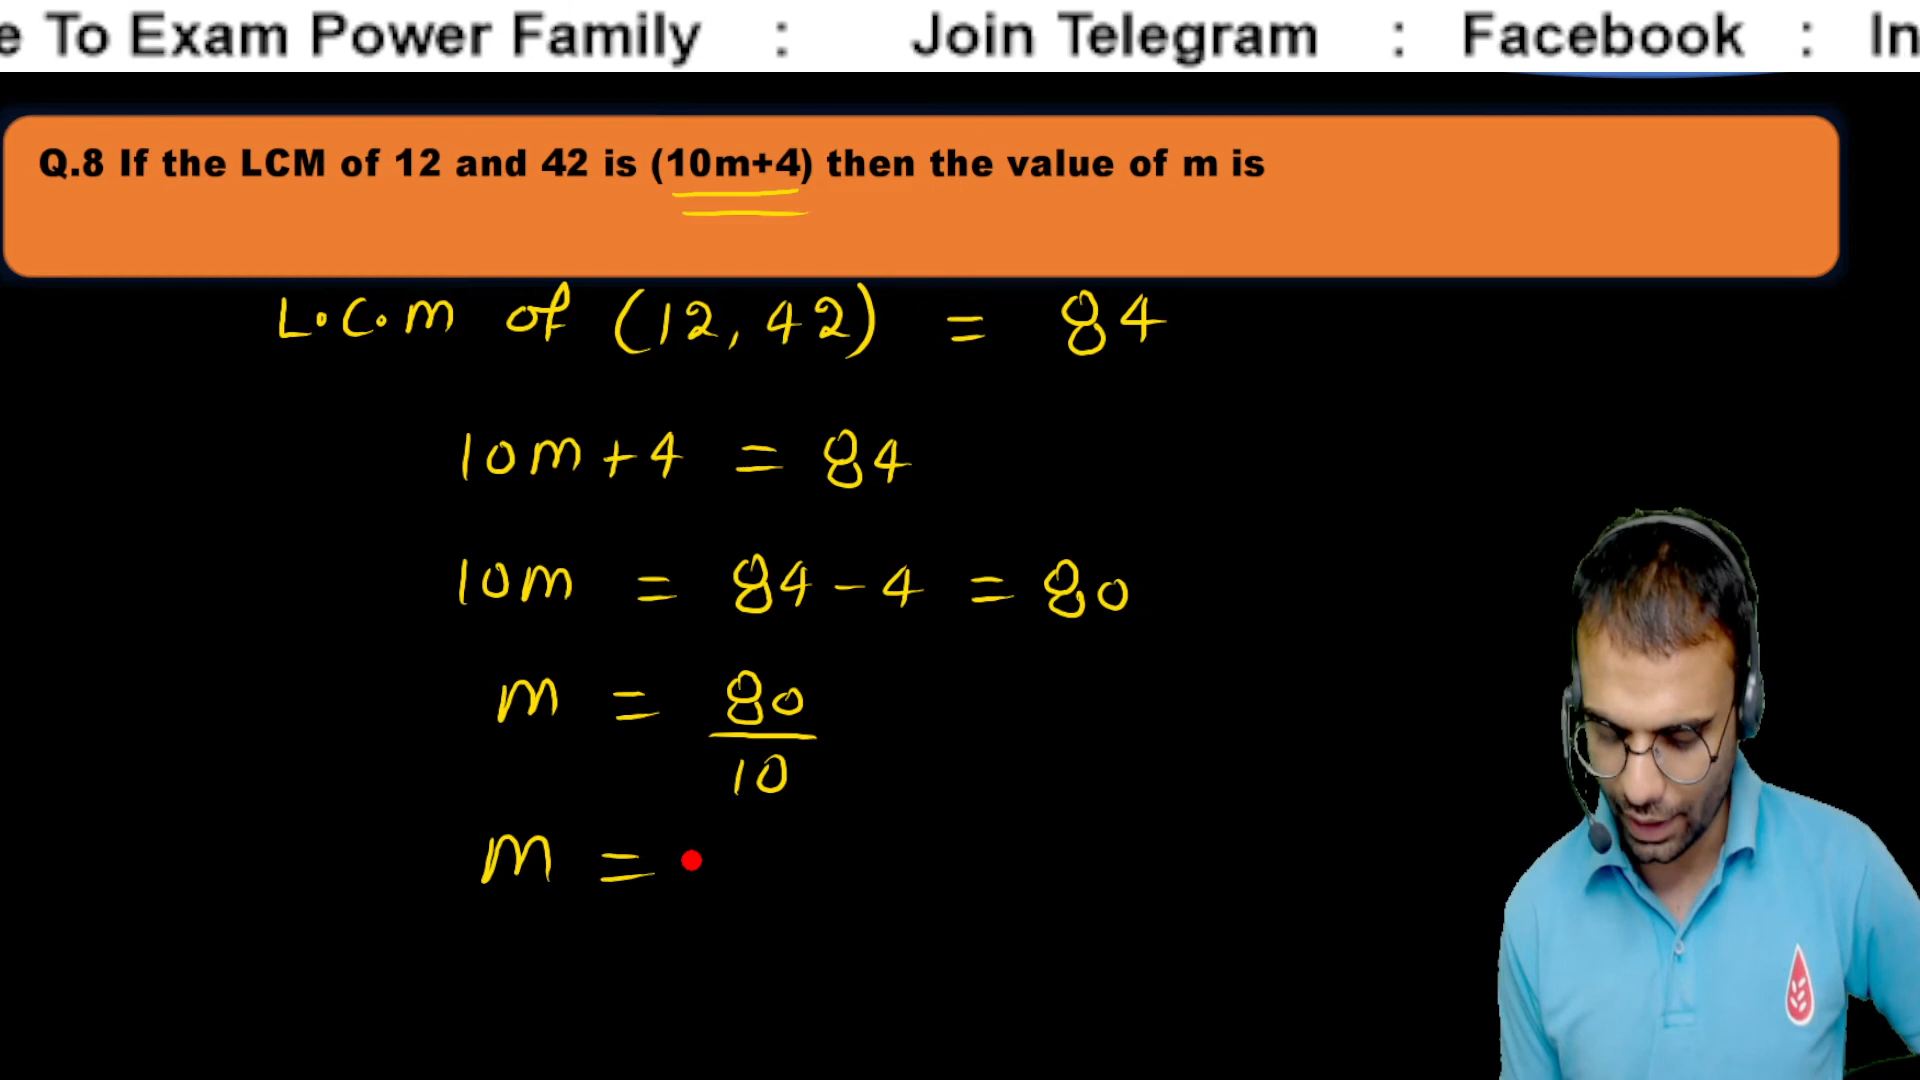 e To Exam Power Family : Join Telegram : Facebook : In
Q.8 If the LCM of 12 and 42 is (10m+4) then the value of m is
L.C.M of (12, 42) = 84
10m + 4 = 84
10m = 84 - 4 = 80
m = 80
10
m =